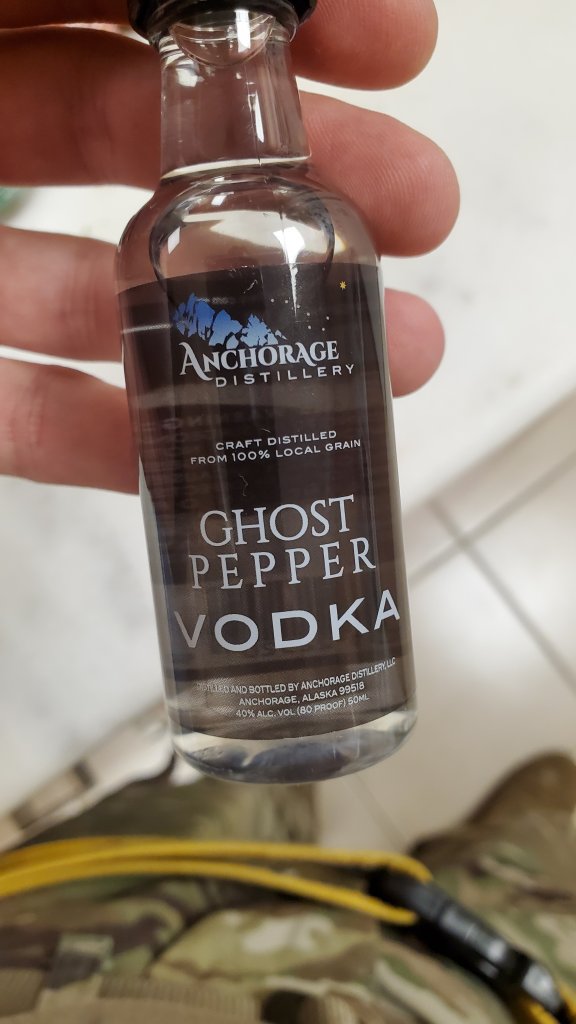 ANCHORAGE
DISTILLERY
CRAFT DISTILLED
FROM 100% LOCAL GRAIN
GHOST
PEPPER
VODKA
DISTILLED AND BOTTLED BY ANCHORAGE DISTILLERY, LLC
ANCHORAGE, ALASKA 99518
40% ALC. VOL (80 PROOF) 50ML